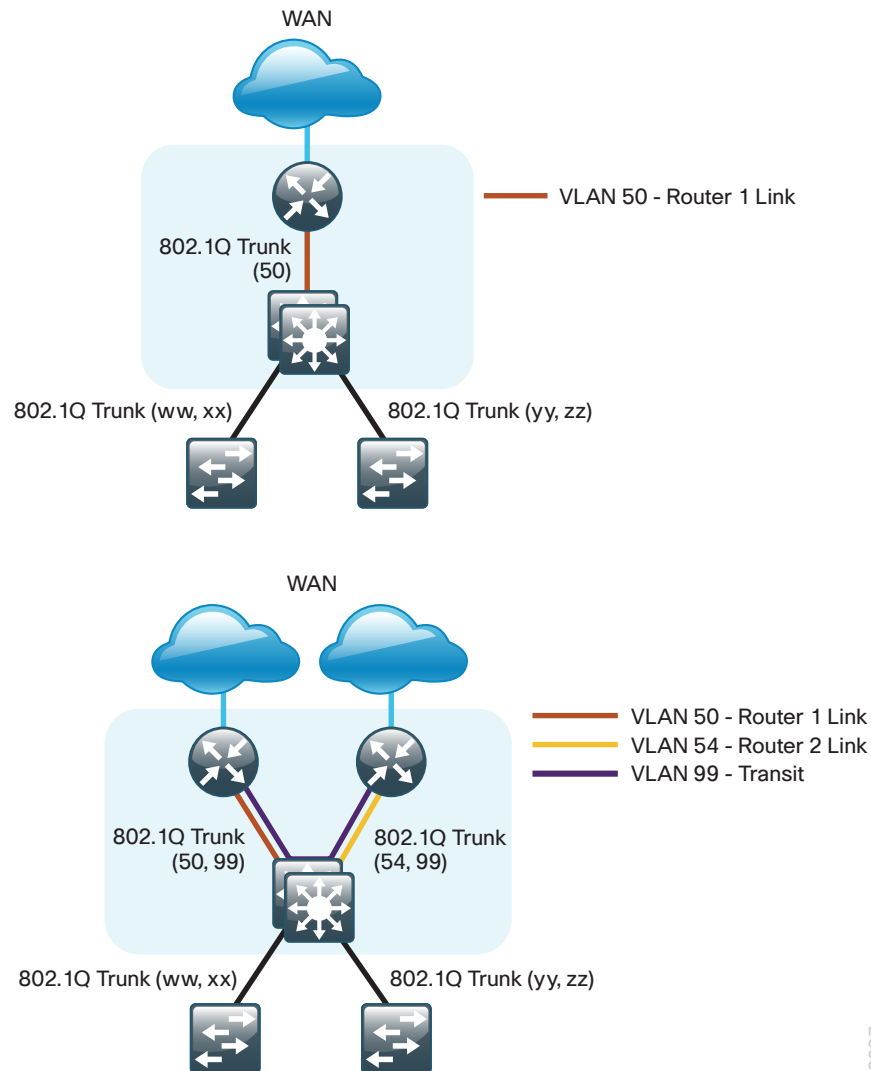 WAN
VLAN 50 - Router 1 Link
802.1Q Trunk
(50)
802.1Q Trunk (ww, xx)
802.1Q Trunk (yy, zz)
WAN
VLAN 50 - Router 1 Link
VLAN 54 - Router 2 Link
VLAN 99 - Transit
802.1Q Trunk
(50, 99)
802.1Q Trunk
(54, 99)
802.1Q Trunk (ww, xx)
802.1Q Trunk (yy, zz)